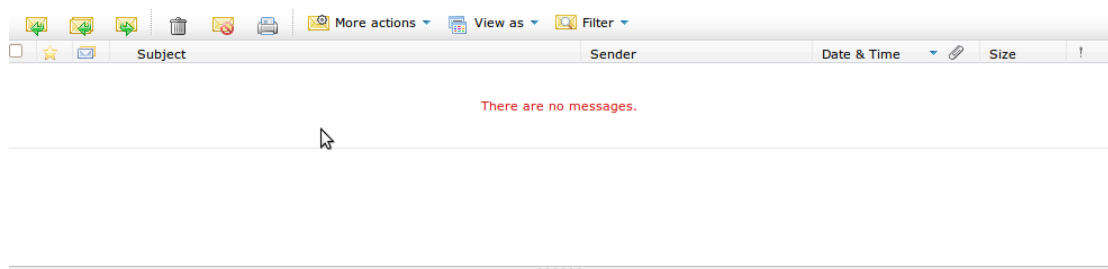 More actions View as Filter
Subject Sender Date & Time Size
There are no messages.